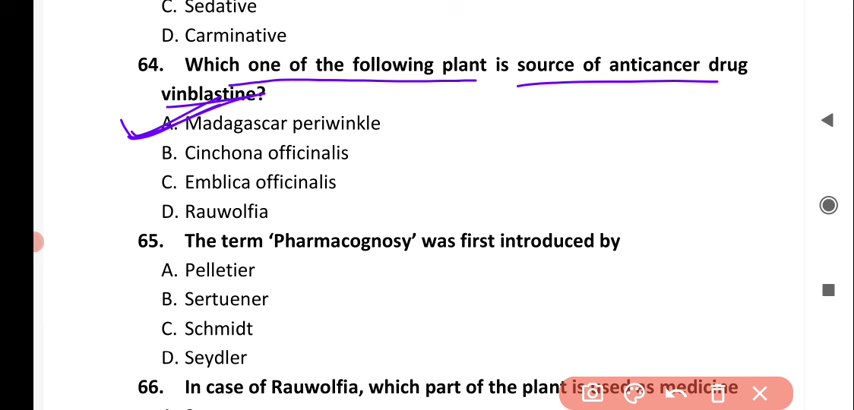 C. Sedative
D. Carminative
64. Which one of the following plant is source of anticancer drug
vinblastine?
A. Madagascar periwinkle
B. Cinchona officinalis
C. Emblica officinalis
D. Rauwolfia
65. The term ‘Pharmacognosy’ was first introduced by
A. Pelletier
B. Sertuener
C. Schmidt
D. Seydler
66. In case of Rauwolfia, which part of the plant is used as medicine